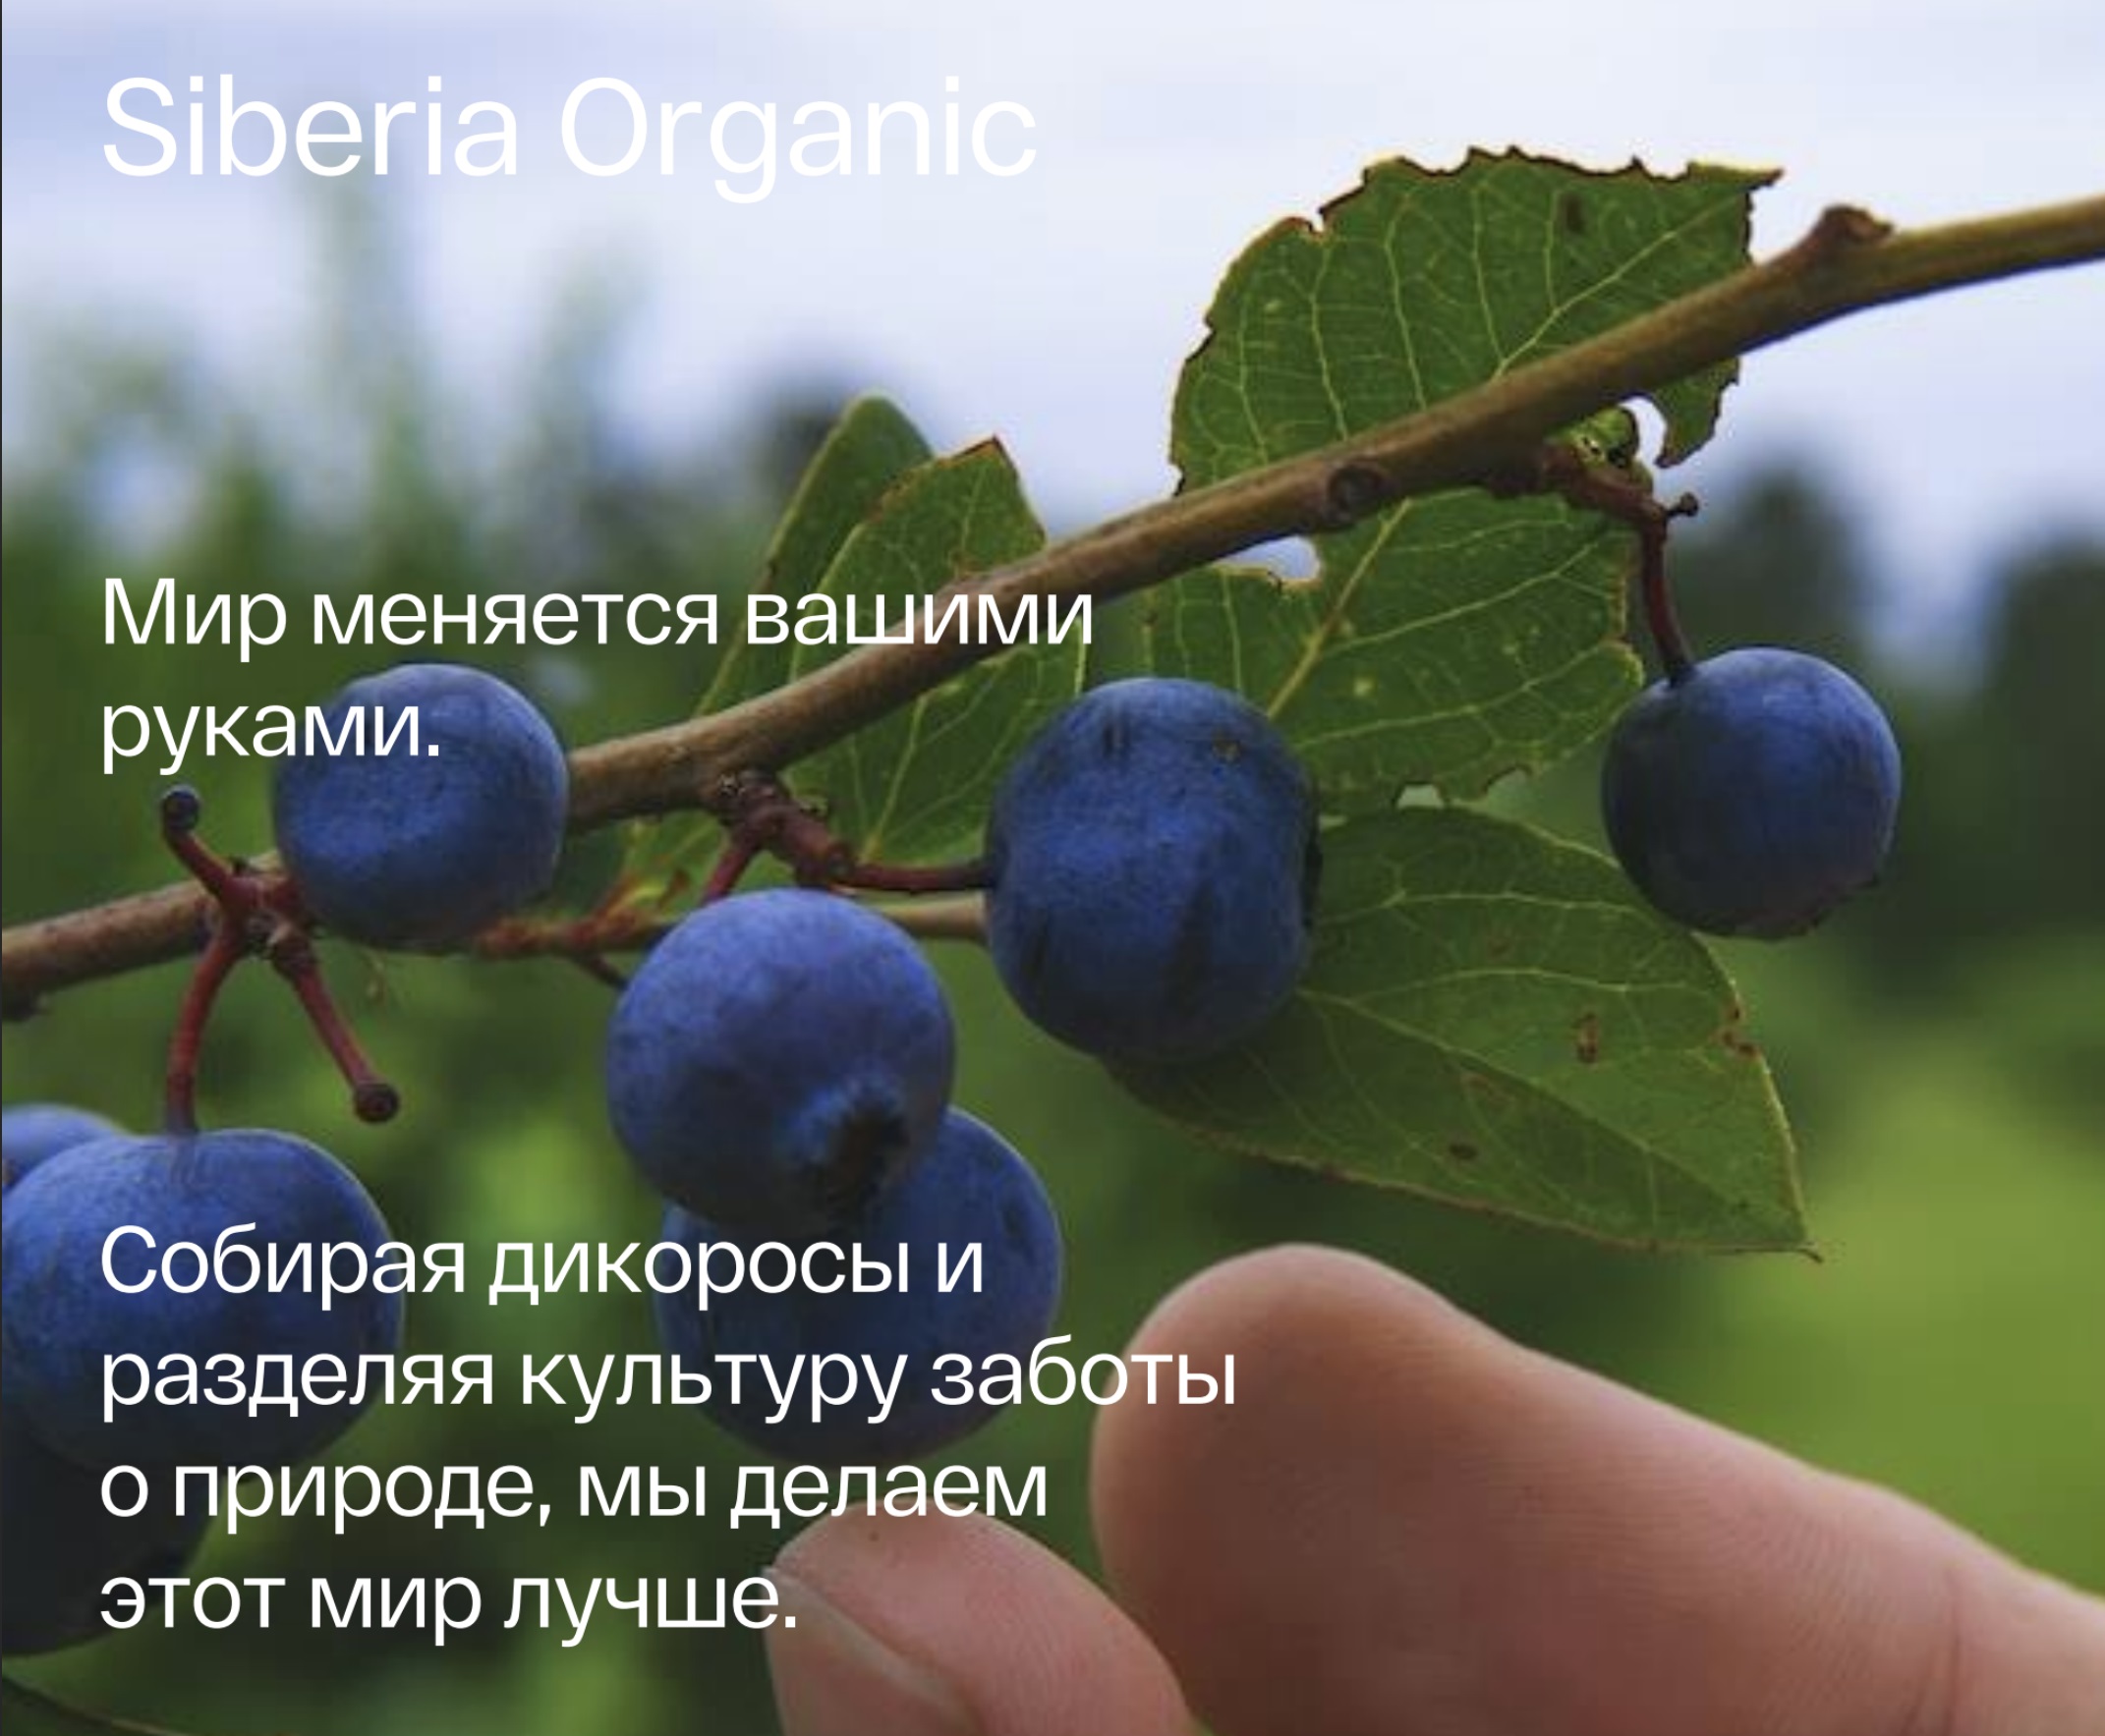 Siberia Organic
Мир меняется вашими
руками.
Собирая дикоросы и
разделяя культуру заботы
о природе, мы делаем
этот мир лучше.